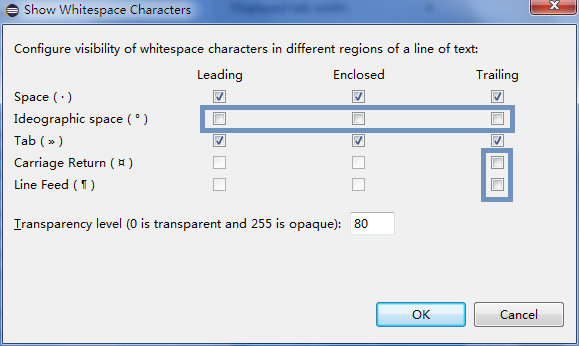 Show Whitespace Characters
Configure visibility of whitespace characters in different regions of a line of text:
Leading Enclosed Trailing
Space ( · )
Ideographic space ( ° )
Tab ( » )
Carriage Return ( ¤ )
Line Feed ( ¶ )
Transparency level (0 is transparent and 255 is opaque): 80
OK Cancel